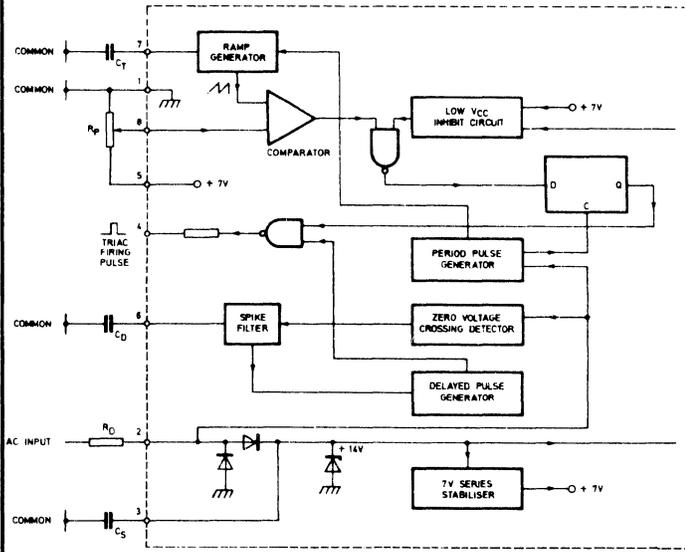 COMMON
CT
7
RAMP
GENERATOR
COMMON
1
RP
8
COMPARATOR
LOW VCC
INHIBIT CIRCUIT
+ 7V
5
+ 7V
D
Q
C
TRIAC
FIRING
PULSE
4
PERIOD PULSE
GENERATOR
COMMON
CD
6
SPIKE
FILTER
ZERO VOLTAGE
CROSSING DETECTOR
DELAYED PULSE
GENERATOR
AC INPUT
RD
2
+ 14V
7V SERIES
STABILISER
+ 7V
COMMON
CS
3